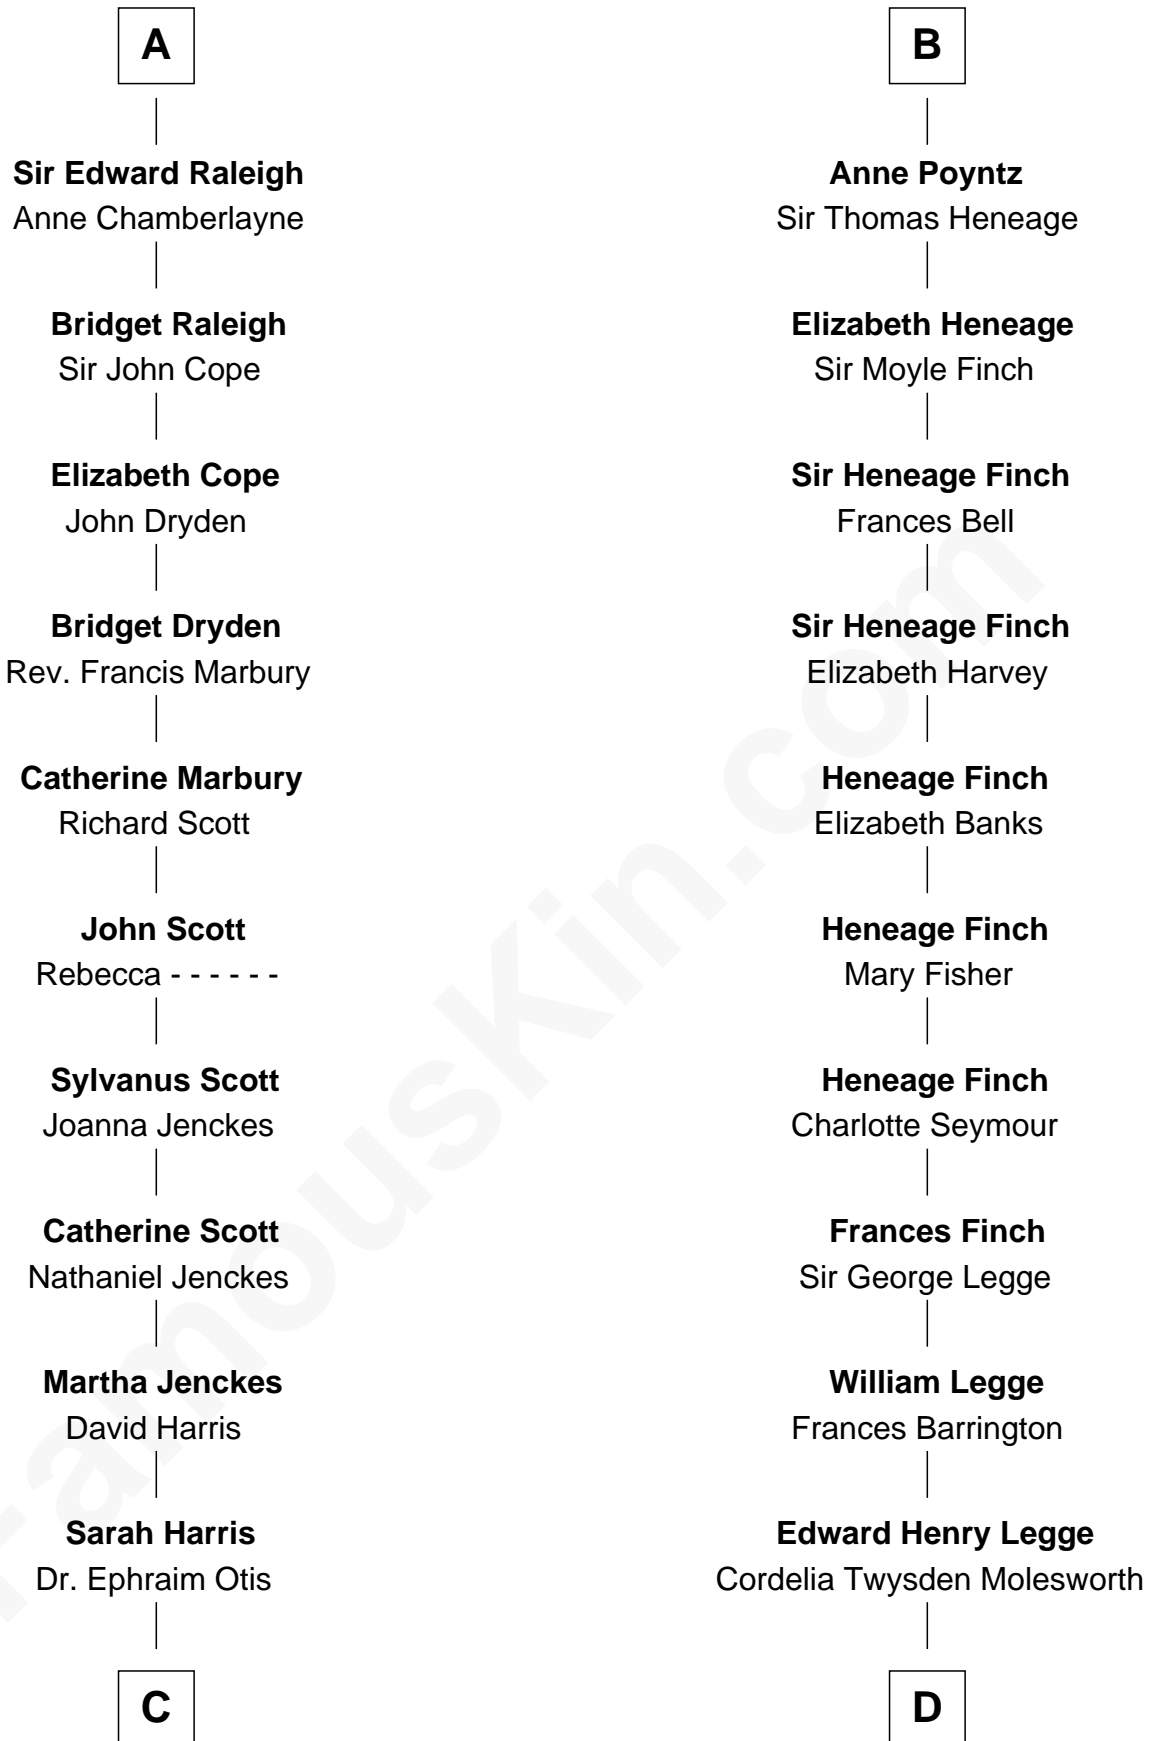 A
Sir Edward Raleigh
Anne Chamberlayne
Bridget Raleigh
Sir John Cope
Elizabeth Cope
John Dryden
Bridget Dryden
Rev. Francis Marbury
Catherine Marbury
Richard Scott
John Scott
Rebecca - - - - - -
Sylvanus Scott
Joanna Jenckes
Catherine Scott
Nathaniel Jenckes
Martha Jenckes
David Harris
Sarah Harris
Dr. Ephraim Otis
C
B
Anne Poyntz
Sir Thomas Heneage
Elizabeth Heneage
Sir Moyle Finch
Sir Heneage Finch
Frances Bell
Sir Heneage Finch
Elizabeth Harvey
Heneage Finch
Elizabeth Banks
Heneage Finch
Mary Fisher
Heneage Finch
Charlotte Seymour
Frances Finch
Sir George Legge
William Legge
Frances Barrington
Edward Henry Legge
Cordelia Twysden Molesworth
D
FamousKin.com